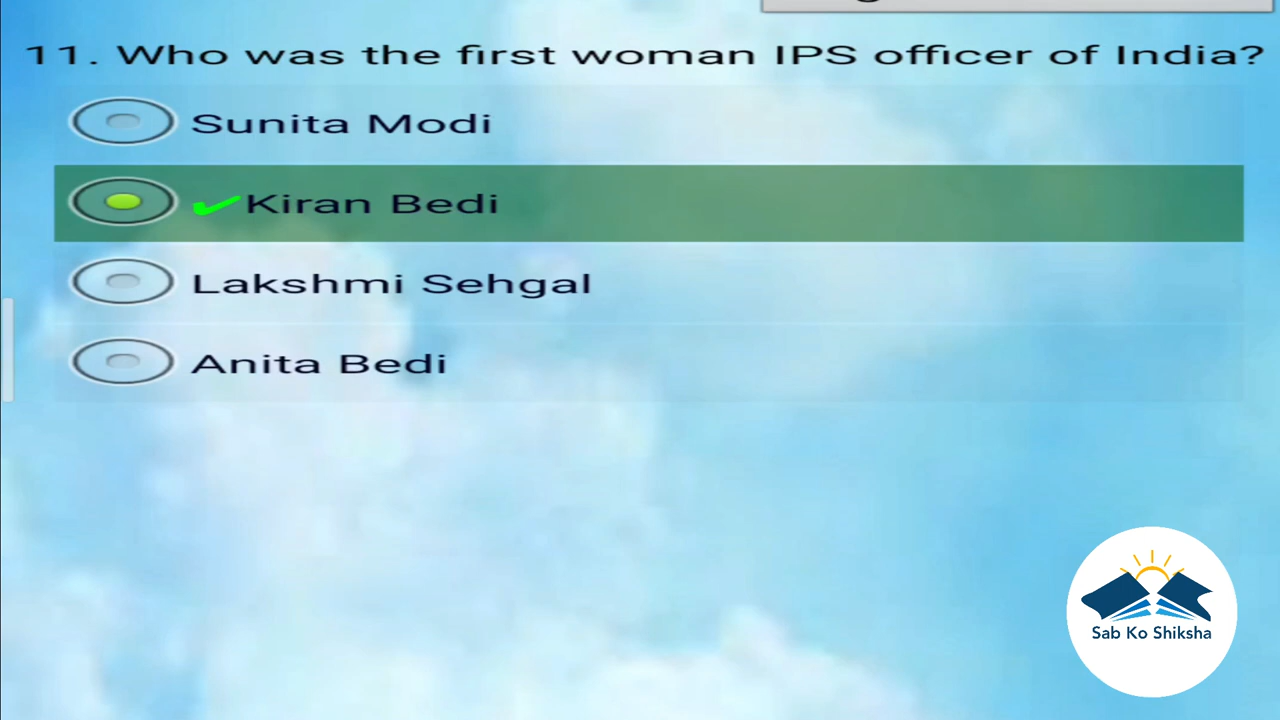 11. Who was the first woman IPS officer of India?
Sunita Modi
✓Kiran Bedi
Lakshmi Sehgal
Anita Bedi
Sab Ko Shiksha